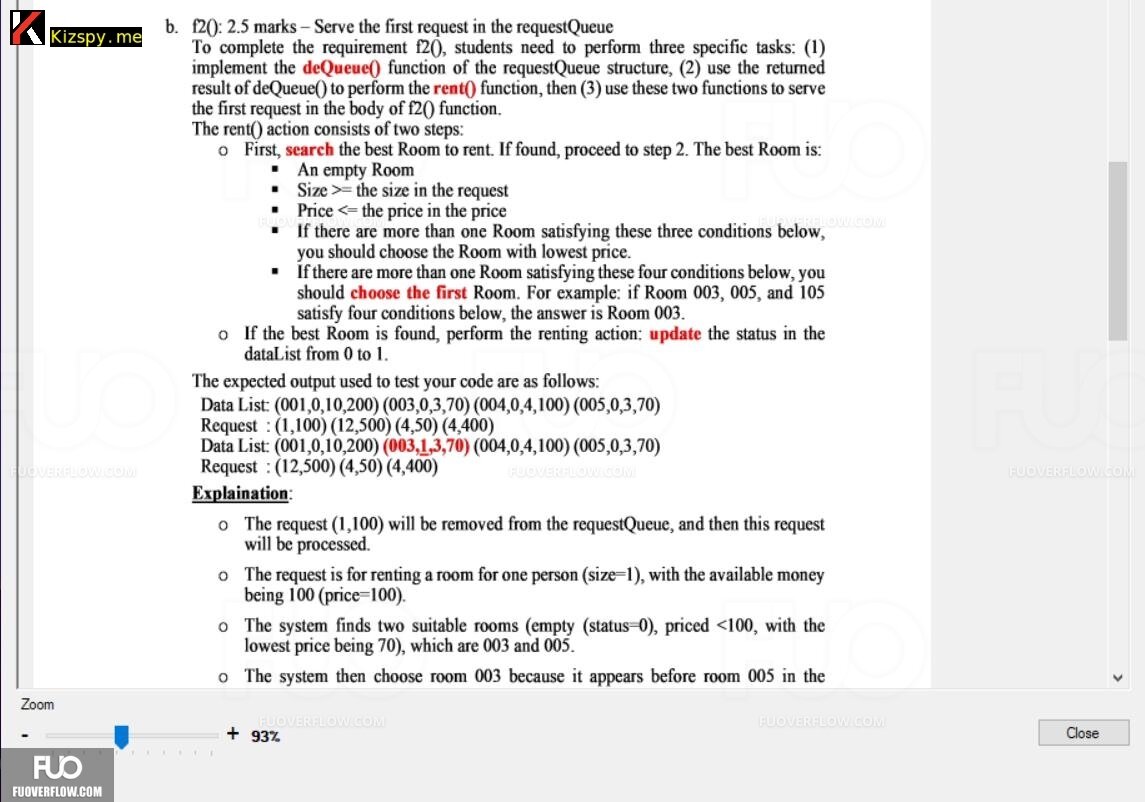 Kizspy.me
b. f2(): 2.5 marks – Serve the first request in the requestQueue
To complete the requirement f2(), students need to perform three specific tasks: (1)
implement the deQueue() function of the requestQueue structure, (2) use the returned
result of deQueue() to perform the rent() function, then (3) use these two functions to serve
the first request in the body of f2() function.
The rent() action consists of two steps:
o First, search the best Room to rent. If found, proceed to step 2. The best Room is:
▪ An empty Room
▪ Size >= the size in the request
▪ Price <= the price in the price
▪ If there are more than one Room satisfying these three conditions below,
you should choose the Room with lowest price.
▪ If there are more than one Room satisfying these four conditions below, you
should choose the first Room. For example: if Room 003, 005, and 105
satisfy four conditions below, the answer is Room 003.
o If the best Room is found, perform the renting action: update the status in the
dataList from 0 to 1.
The expected output used to test your code are as follows:
Data List: (001,0,10,200) (003,0,3,70) (004,0,4,100) (005,0,3,70)
Request : (1,100) (12,500) (4,50) (4,400)
Data List: (001,0,10,200) (003,1,3,70) (004,0,4,100) (005,0,3,70)
Request : (12,500) (4,50) (4,400)
Explaination:
o The request (1,100) will be removed from the requestQueue, and then this request
will be processed.
o The request is for renting a room for one person (size=1), with the available money
being 100 (price=100).
o The system finds two suitable rooms (empty (status=0), priced <100, with the
lowest price being 70), which are 003 and 005.
o The system then choose room 003 because it appears before room 005 in the
Zoom
- + 93%
Close
FUO
FUOVERFLOW.COM
FUOVERFLOW.COM
FUOVERFLOW.COM
FUOVERFLOW.COM
FUOVERFLOW.COM
FUOVERFLOW.COM
FUOVERFLOW.COM